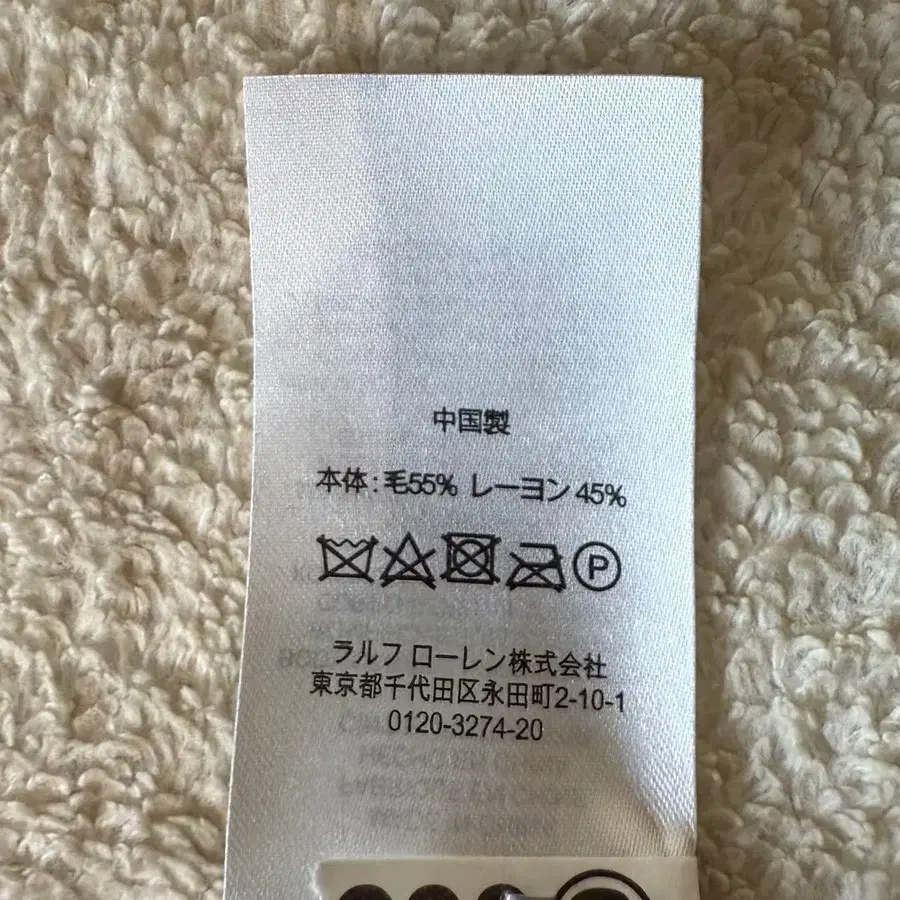 中国製
本体:毛55% レーヨン 45%
P
ラルフ ローレン株式会社
東京都千代田区永田町2-10-1
0120-3274-20